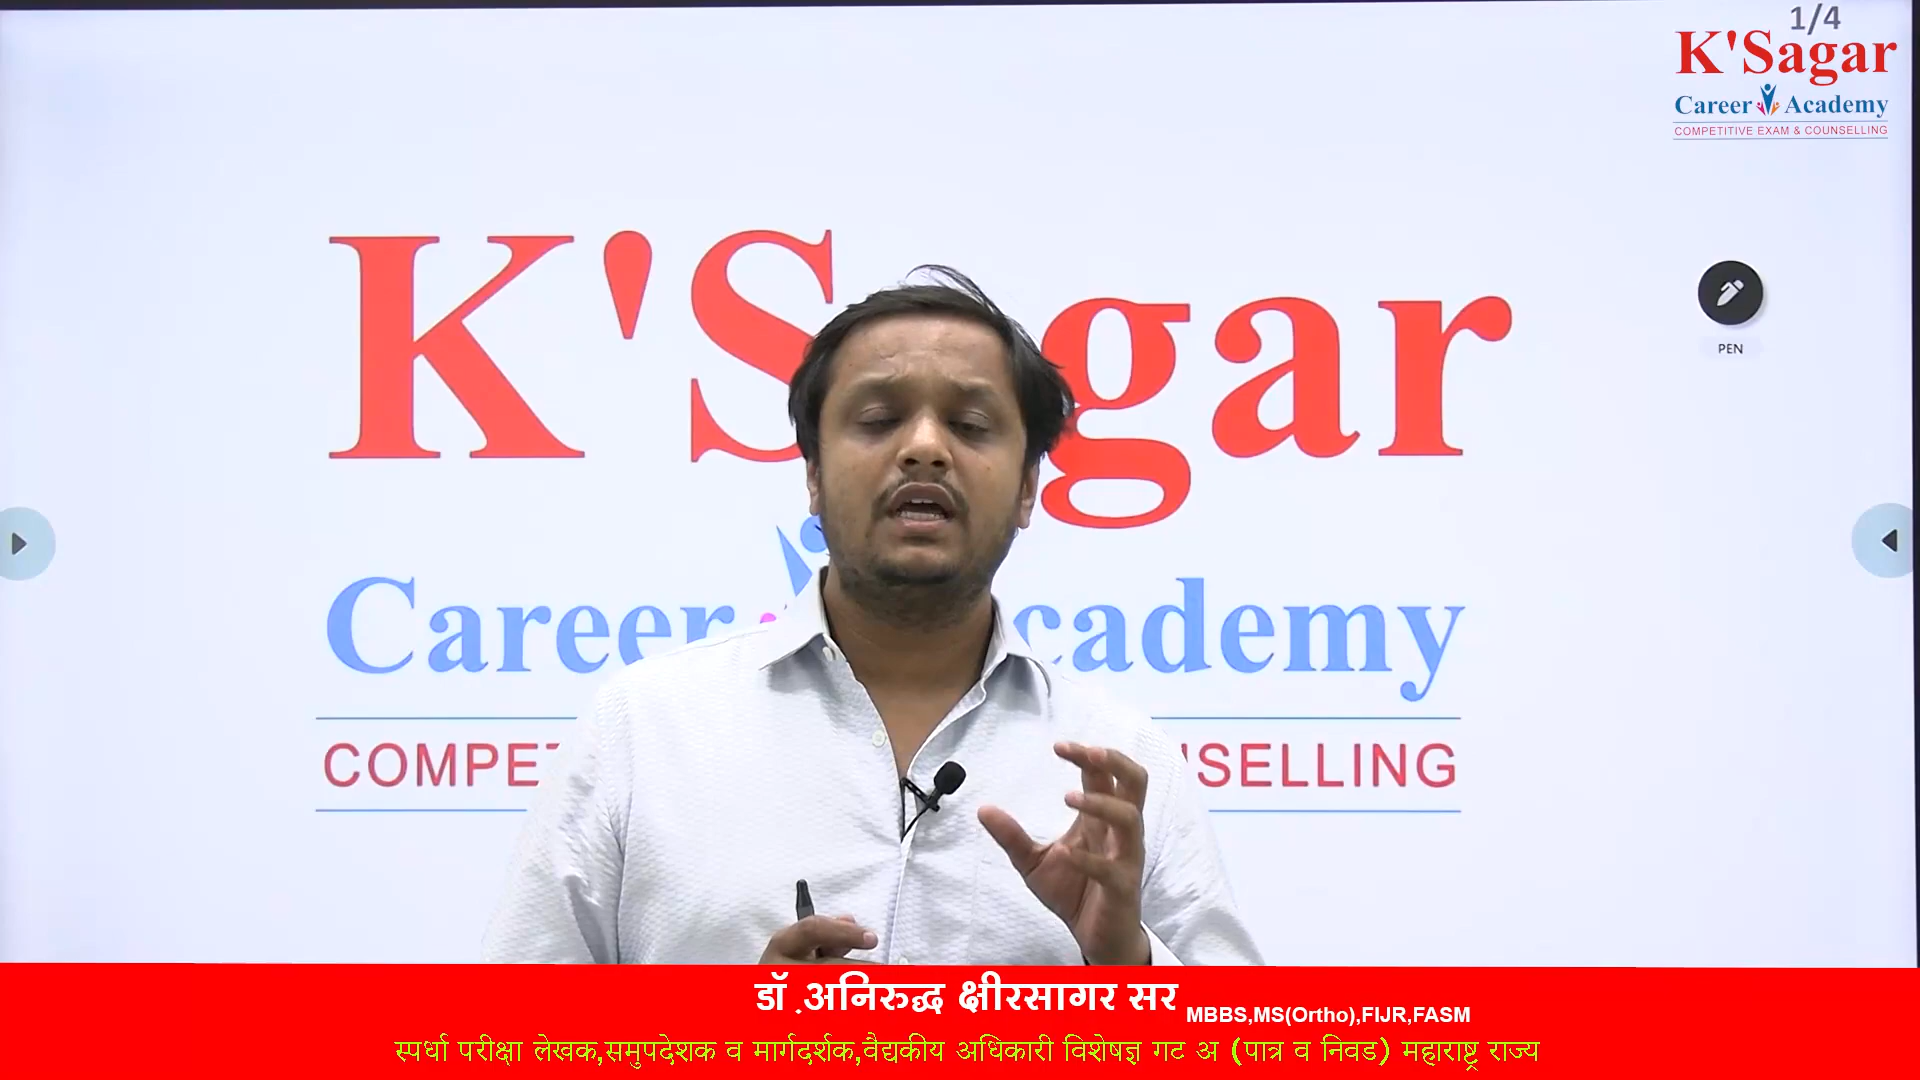 1/4
K'Sagar
Career Academy
COMPETITIVE EXAM & COUNSELLING
K'S gar
PEN
Career cademy
COMPE SELLING
डॉ .अनिरुद्ध क्षीरसागर सर MBBS,MS(Ortho),FIJR,FASM
स्पर्धा परीक्षा लेखक,समुपदेशक व मार्गदर्शक,वैद्यकीय अधिकारी विशेषज्ञ गट अ (पात्र व निवड) महाराष्ट्र राज्य